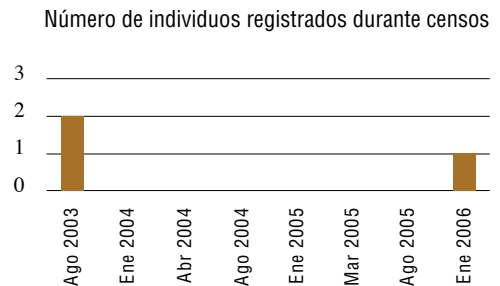 Número de individuos registrados durante censos
3
2
1
0
Ago 2003
Ene 2004
Abr 2004
Ago 2004
Ene 2005
Mar 2005
Ago 2005
Ene 2006